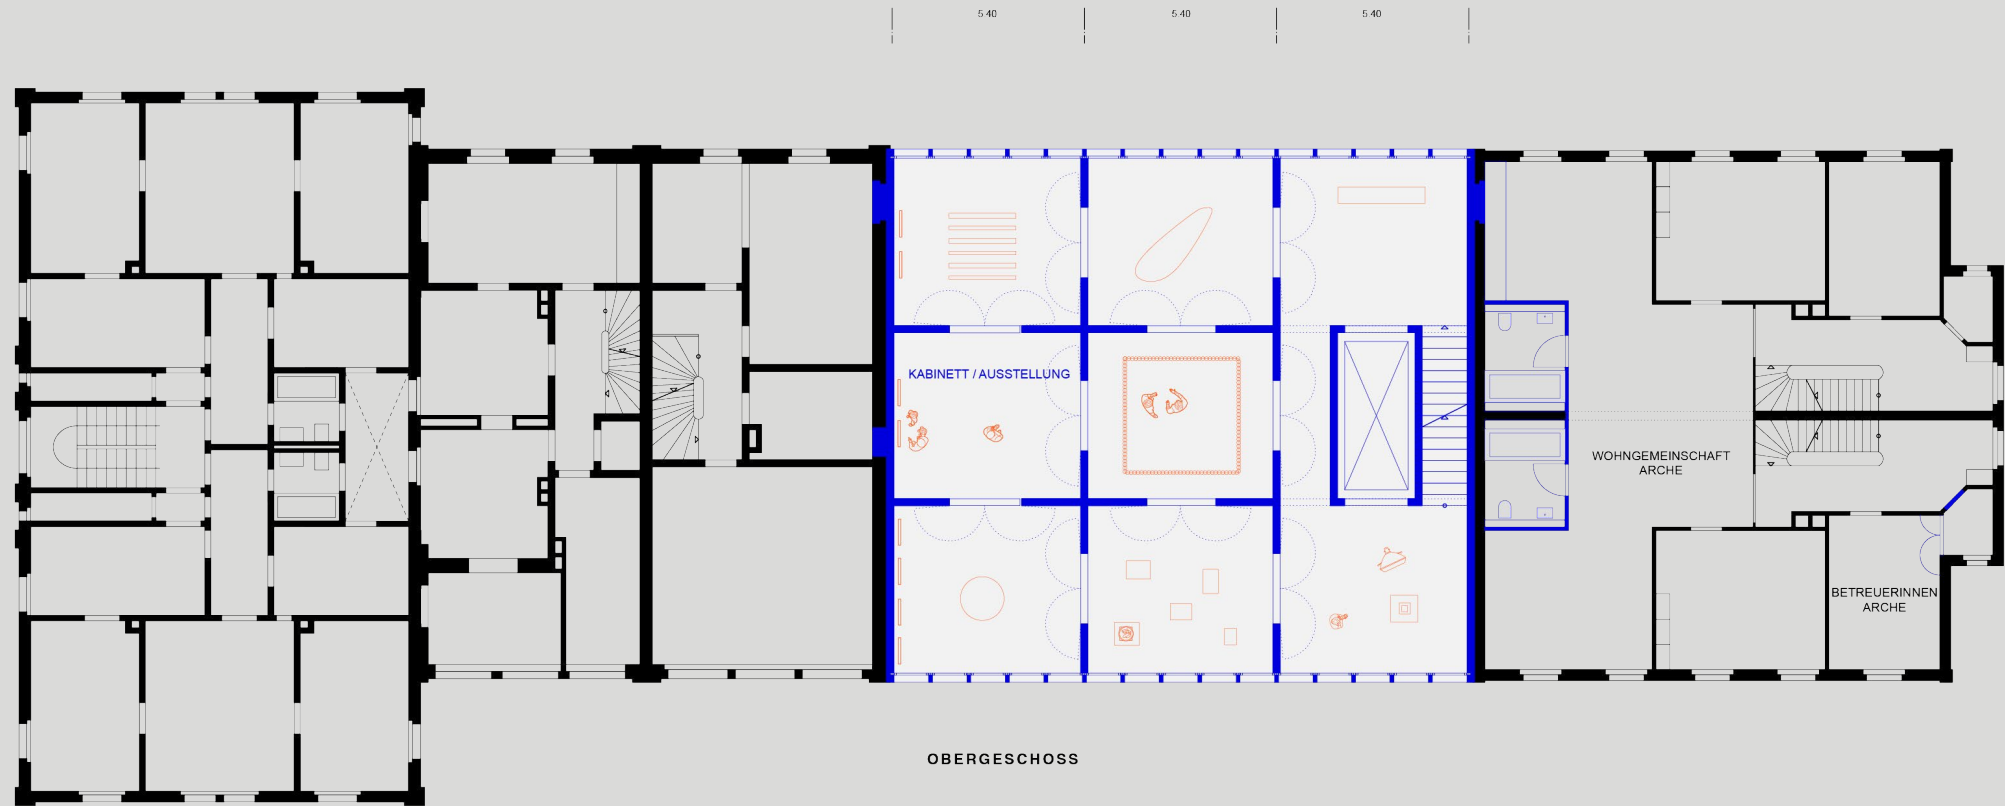 5 40
5 40
5 40
KABINETT / AUSSTELLUNG
WOHNGEMEINSCHAFT
ARCHE
BETREUERINNEN
ARCHE
OBERGESCHOSS